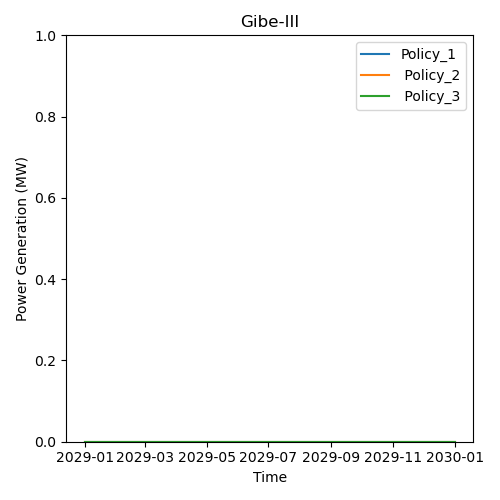 Gibe-III
Policy_1
Policy_2
Policy_3
1.0
0.8
0.6
0.4
0.2
0.0
Power Generation (MW)
2029-01 2029-03 2029-05 2029-07 2029-09 2029-11 2030-01
Time